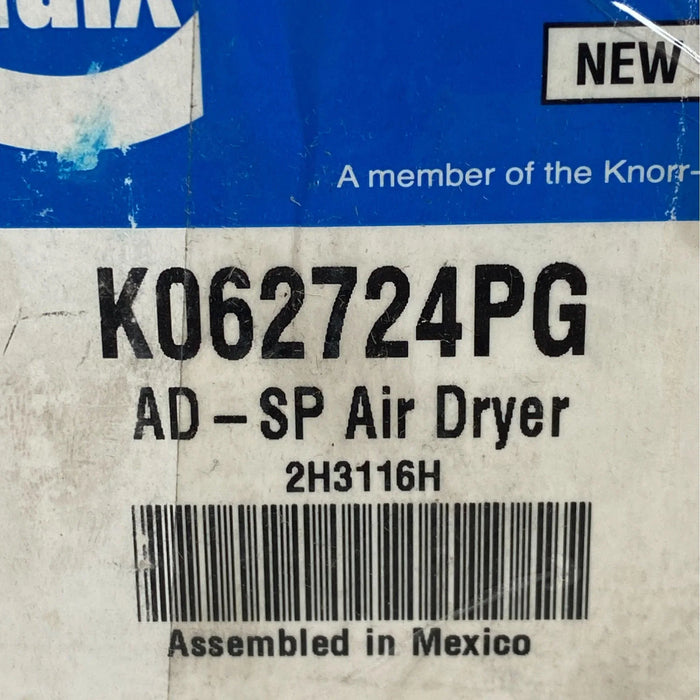 NEW
A member of the Knorr-
K062724PG
AD-SP Air Dryer
2H3116H
Assembled in Mexico